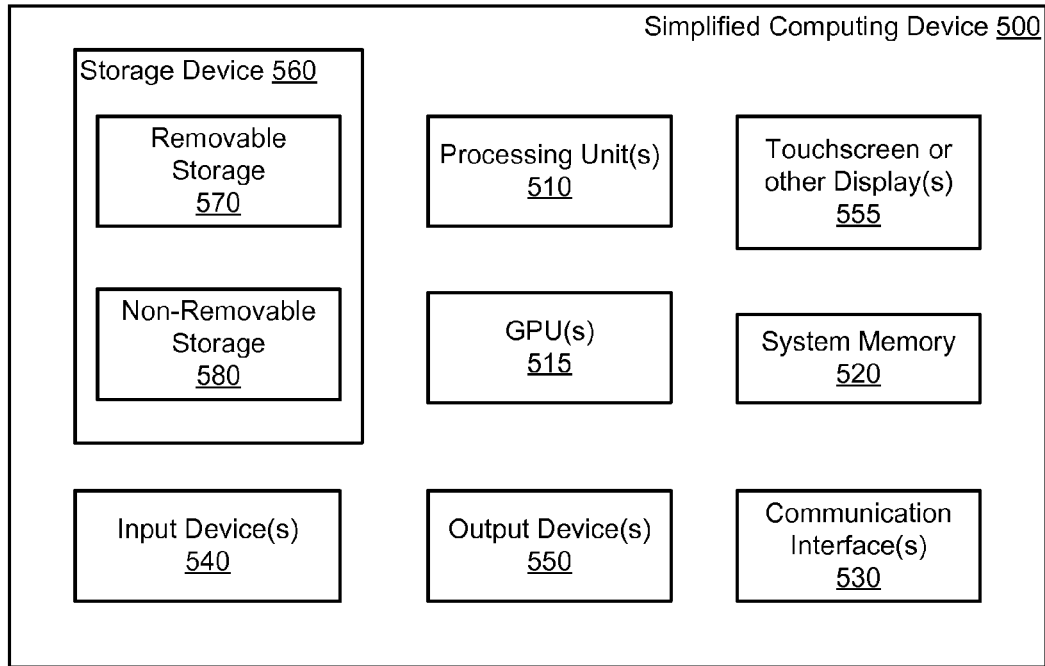 Simplified Computing Device 500
Storage Device 560
Removable
Storage
570
Non-Removable
Storage
580
Processing Unit(s)
510
Touchscreen or
other Display(s)
555
GPU(s)
515
System Memory
520
Input Device(s)
540
Output Device(s)
550
Communication
Interface(s)
530